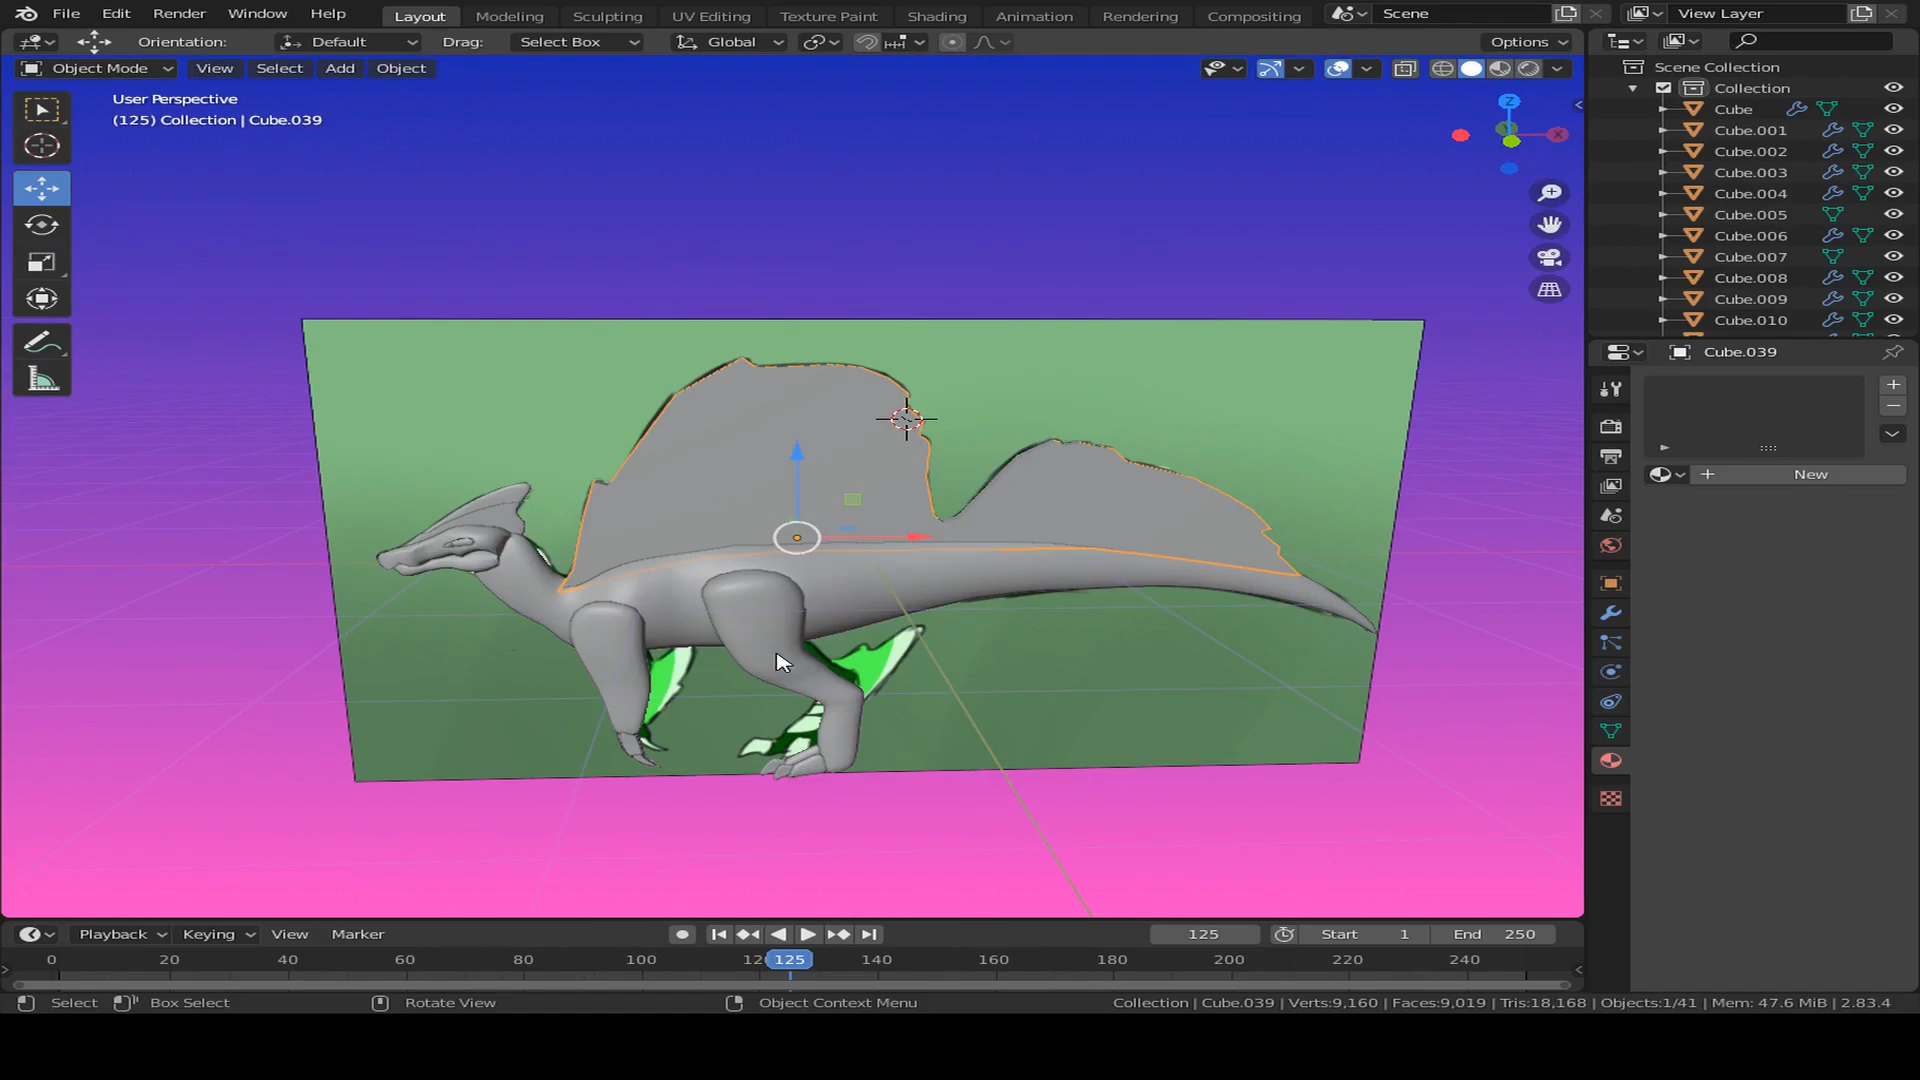 File Edit Render Window Help Layout Modeling Sculpting UV Editing Texture Paint Shading Animation Rendering Compositing Scene View Layer
Orientation: Default Drag: Select Box Global Options
Object Mode View Select Add Object
User Perspective
(125) Collection | Cube.039
Z
X
Scene Collection
Collection
Cube
Cube.001
Cube.002
Cube.003
Cube.004
Cube.005
Cube.006
Cube.007
Cube.008
Cube.009
Cube.010
Cube.039
New
Playback Keying View Marker 125 Start 1 End 250
0 20 40 60 80 100 125 140 160 180 200 220 240
Select Box Select Rotate View Object Context Menu Collection | Cube.039 | Verts:9,160 | Faces:9,019 | Tris:18,168 | Objects:1/41 | Mem: 47.6 MiB | 2.83.4